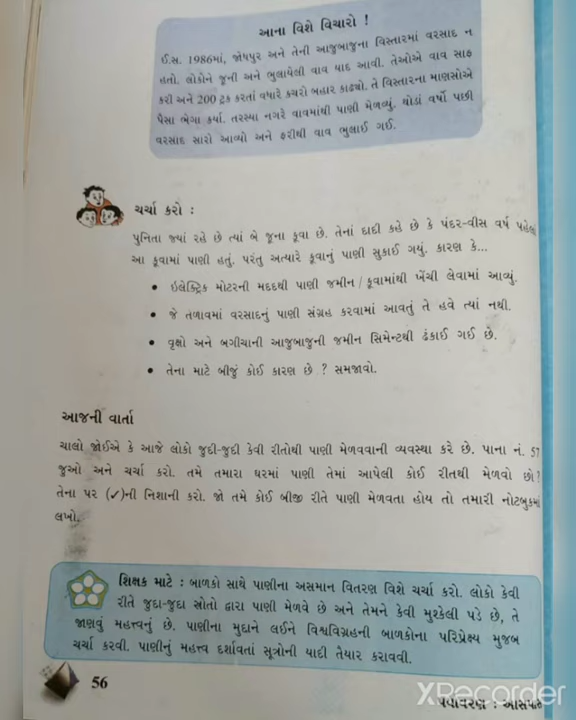 આના વિશે વિચારો !
ઈ.સ. 1986માં, જોધપુર અને તેની આજુબાજુના વિસ્તારમાં વરસાદ ન
હતો. લોકોને જૂની અને ભુલાયેલી વાવ યાદ આવી. તેઓએ વાવ સાફ
કરી અને 200 ટ્રક કરતાં વધારે કચરો બહાર કાઢ્યો. તે વિસ્તારના માણસોએ
પૈસા ભેગા કર્યા. તરસ્યા નગરે વાવમાંથી પાણી મેળવ્યું. થોડાં વર્ષો પછી
વરસાદ સારો આવ્યો અને ફરીથી વાવ ભુલાઈ ગઈ.
ચર્ચા કરો :
પુનિતા જ્યાં રહે છે ત્યાં બે જૂના કૂવા છે. તેનાં દાદી કહે છે કે પંદર-વીસ વર્ષ પહેલાં
આ કૂવામાં પાણી હતું. પરંતુ અત્યારે કૂવાનું પાણી સુકાઈ ગયું. કારણ કે...
• ઇલેક્ટ્રિક મોટરની મદદથી પાણી જમીન / કૂવામાંથી ખેંચી લેવામાં આવ્યું.
• જે તળાવમાં વરસાદનું પાણી સંગ્રહ કરવામાં આવતું તે હવે ત્યાં નથી.
• વૃક્ષો અને બગીચાની આજુબાજુની જમીન સિમેન્ટથી ઢંકાઈ ગઈ છે.
• તેના માટે બીજું કોઈ કારણ છે ? સમજાવો.
આજની વાર્તા
ચાલો જોઈએ કે આજે લોકો જુદી-જુદી કેવી રીતોથી પાણી મેળવવાની વ્યવસ્થા કરે છે. પાના નં. 57
જુઓ અને ચર્ચા કરો. તમે તમારા ઘરમાં પાણી તેમાં આપેલી કોઈ રીતથી મેળવો છો ?
તેના પર (✓)ની નિશાની કરો. જો તમે કોઈ બીજી રીતે પાણી મેળવતા હોય તો તમારી નોટબુકમાં
લખો.
શિક્ષક માટે : બાળકો સાથે પાણીના અસમાન વિતરણ વિશે ચર્ચા કરો. લોકો કેવી
રીતે જુદા-જુદા સ્રોતો દ્વારા પાણી મેળવે છે અને તેમને કેવી મુશ્કેલી પડે છે, તે
જાણવું મહત્ત્વનું છે. પાણીના મુદ્દાને લઈને વિશ્વવિગ્રહની બાળકોના પરિપ્રેક્ષ્ય મુજબ
ચર્ચા કરવી. પાણીનું મહત્ત્વ દર્શાવતાં સૂત્રોની યાદી તૈયાર કરાવવી.
56
XRecorder
પર્યાવરણ : આસપાસ